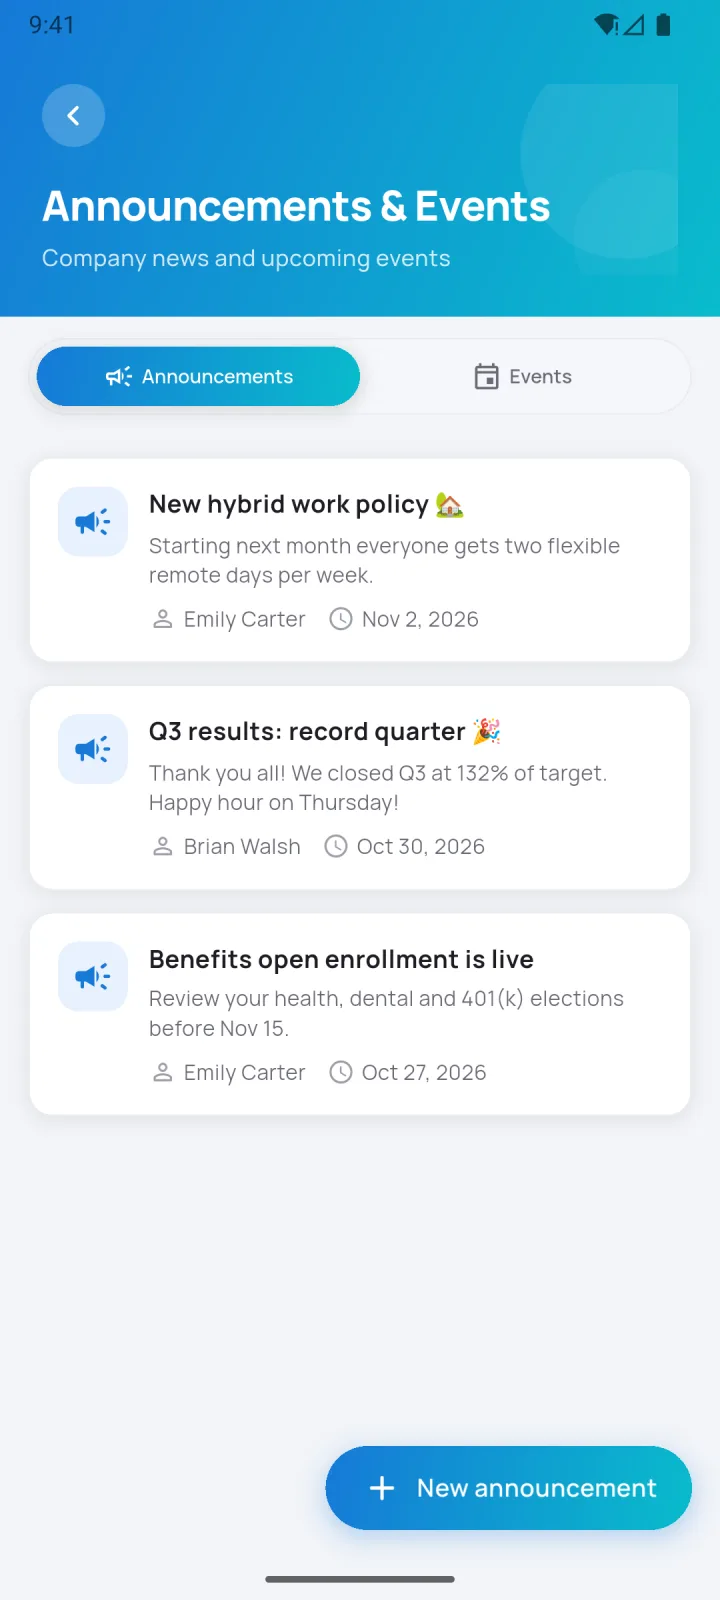 9:41
Announcements & Events
Company news and upcoming events
Announcements
Events
New hybrid work policy 🏡
Starting next month everyone gets two flexible
remote days per week.
Emily Carter Nov 2, 2026
Q3 results: record quarter 🎉
Thank you all! We closed Q3 at 132% of target.
Happy hour on Thursday!
Brian Walsh Oct 30, 2026
Benefits open enrollment is live
Review your health, dental and 401(k) elections
before Nov 15.
Emily Carter Oct 27, 2026
New announcement